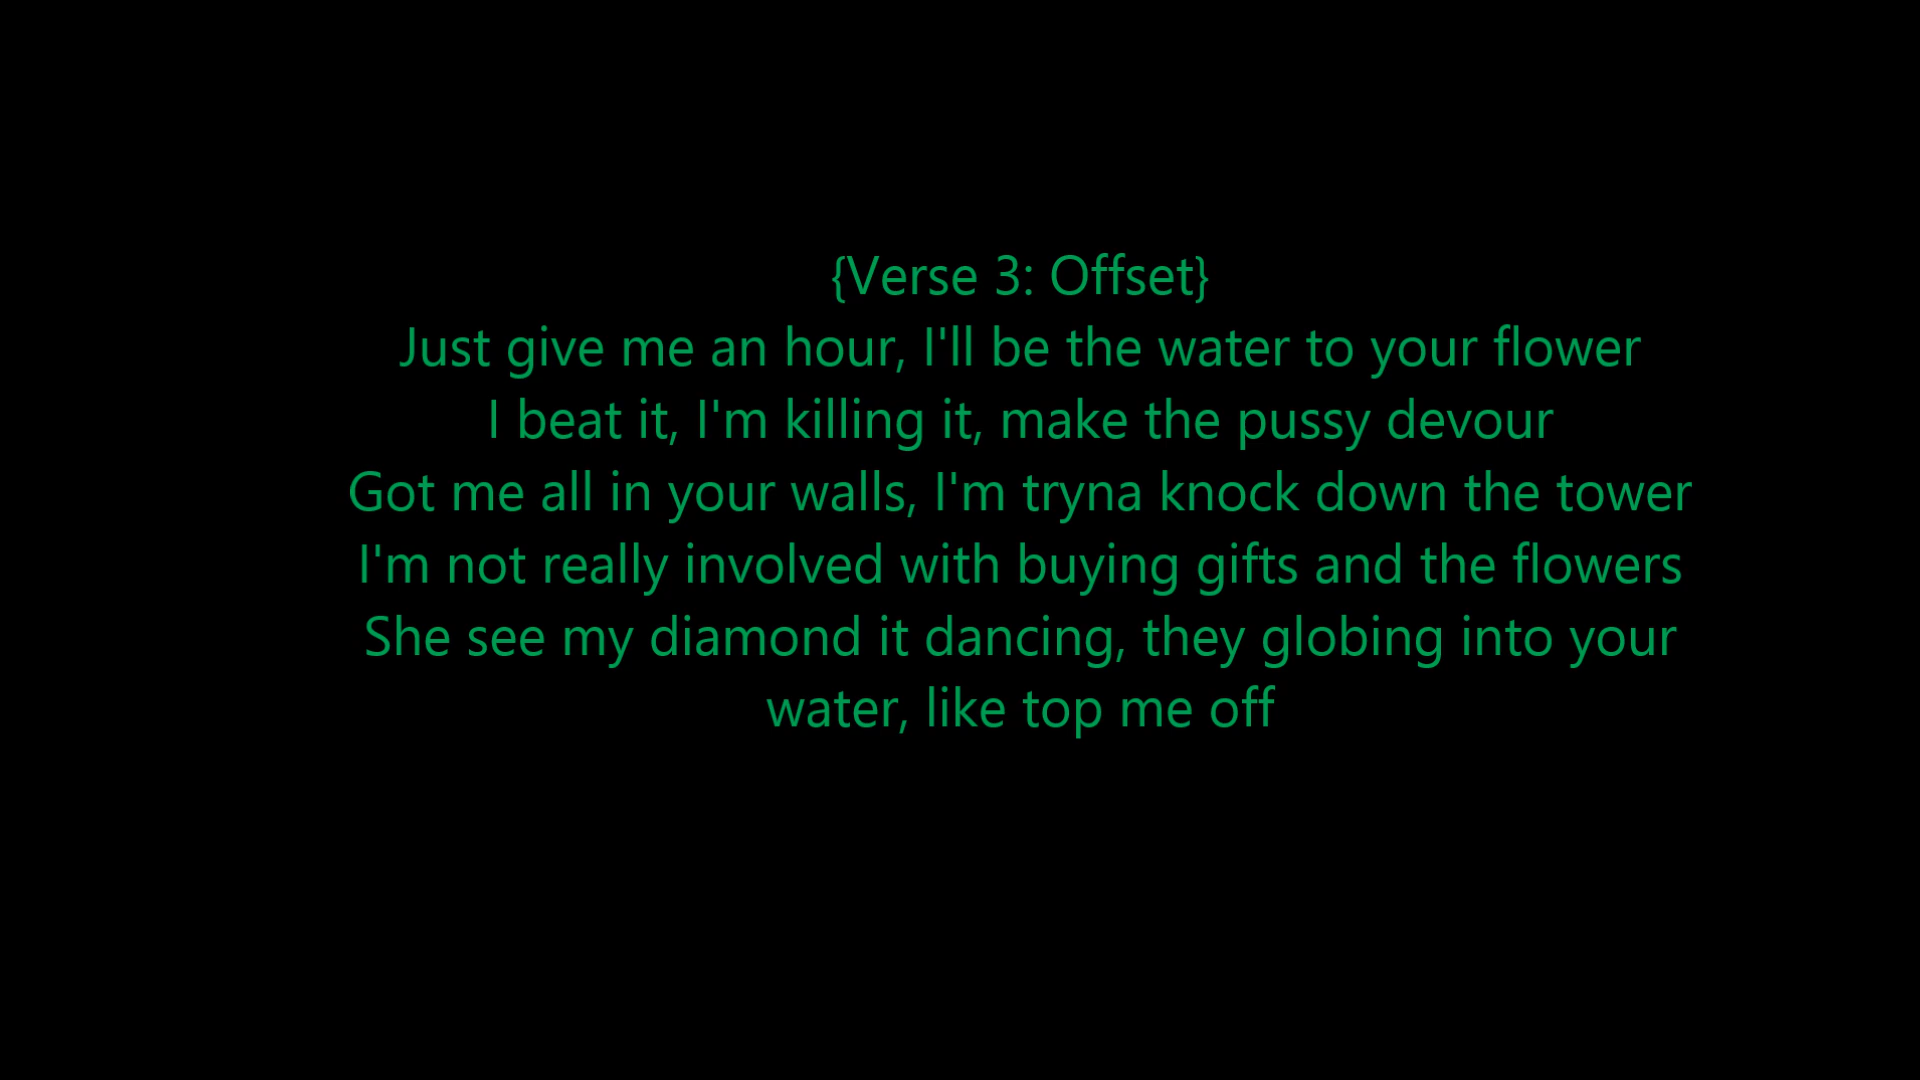 {Verse 3: Offset}
Just give me an hour, I'll be the water to your flower
I beat it, I'm killing it, make the pussy devour
Got me all in your walls, I'm tryna knock down the tower
I'm not really involved with buying gifts and the flowers
She see my diamond it dancing, they globing into your
water, like top me off